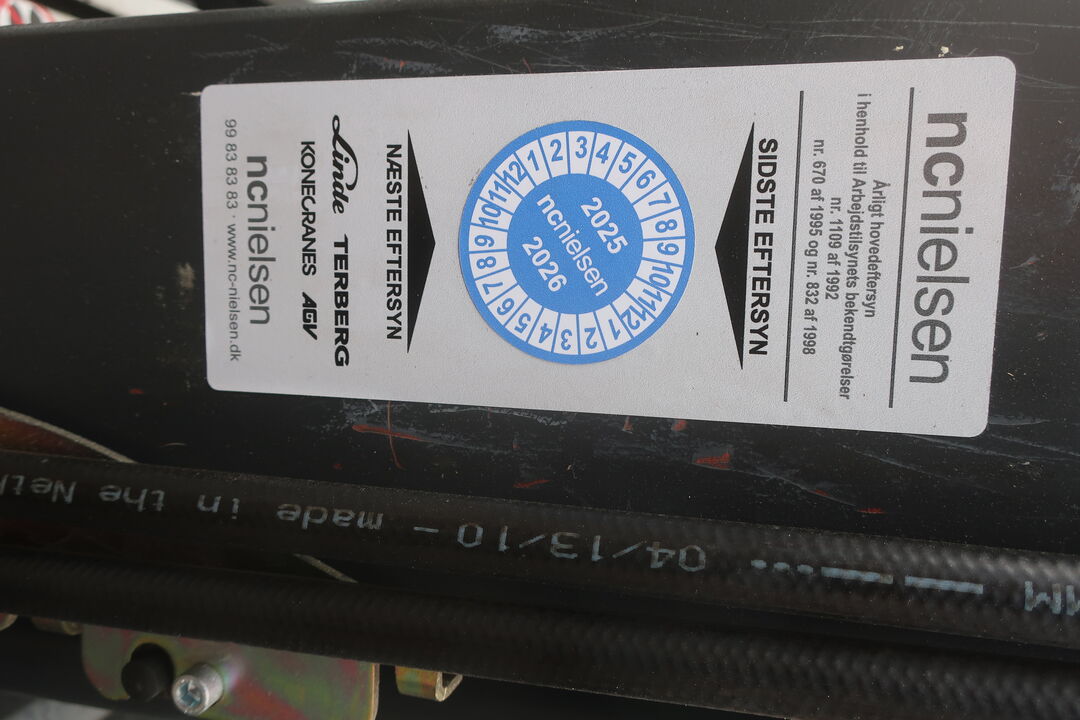 ncnielsen
Årligt hovedeftersyn
i henhold til Arbejdstilsynets bekendtgørelser
nr. 1109 af 1992
nr. 670 af 1995 og nr. 832 af 1998
SIDSTE EFTERSYN
1 2 3 4 5 6 7 8 9 10 11 12
2025
ncnielsen
2026
1 2 3 4 5 6 7 8 9 10 11 12
NÆSTE EFTERSYN
Linde TERBERG
KONECRANES AGV
ncnielsen
99 83 83 83 · www.nc-nielsen.dk
04/13/10 - made in the